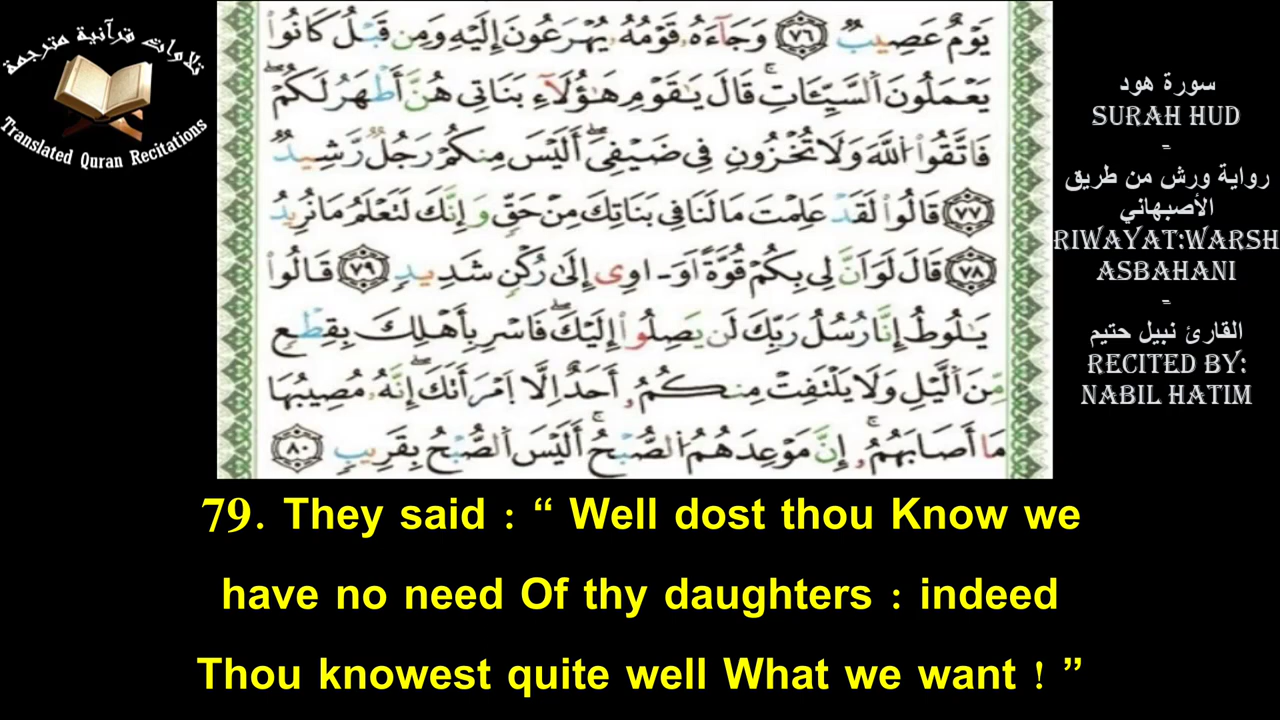 تلاوات قرآنية مترجمة
Translated Quran Recitations
يَوْمٌ عَصِيبٌ ٧٦ وَجَآءَهُۥ قَوْمُهُۥ يُهْرَعُونَ إِلَيْهِ وَمِن قَبْلُ كَانُوا۟
يَعْمَلُونَ ٱلسَّيِّـَٔاتِۚ قَالَ يَٰقَوْمِ هَٰٓؤُلَآءِ بَنَاتِى هُنَّ أَطْهَرُ لَكُمْۖ
فَاتَّقُوا۟ ٱللَّهَ وَلَا تُخْزُونِ فِى ضَيْفِىۖ أَلَيْسَ مِنكُمْ رَجُلٌ رَّشِيدٌ
٧٧ قَالُوا۟ لَقَدْ عَلِمْتَ مَا لَنَا فِى بَنَاتِكَ مِنْ حَقٍّ وَإِنَّكَ لَتَعْلَمُ مَا نُرِيدُ
٧٨ قَالَ لَوَ اَنَّ لِى بِكُمْ قُوَّةً اَوَ اوِى إِلَىٰ رُكْنٍ شَدِيدٍ ٧٩ قَالُوا۟
يَٰلُوطُ إِنَّا رُسُلُ رَبِّكَ لَن يَصِلُوٓا۟ إِلَيْكَۖ فَاسْرِ بِأَهْلِكَ بِقِطْعٍ
مِّنَ ٱلَّيْلِ وَلَا يَلْتَفِتْ مِنكُمُۥٓ أَحَدٌ اِلَّا اَمْرَأَتَكَۖ إِنَّهُۥ مُصِيبُهَا
مَا أَصَابَهُمُۥٓۚ إِنَّ مَوْعِدَهُمُ ٱلصُّبْحُۚ أَلَيْسَ ٱلصُّبْحُ بِقَرِيبٍ ٨٠
سورة هود
SURAH HUD
-
رواية ورش من طريق
الأصبهاني
RIWAYAT:WARSH
ASBAHANI
-
القارئ نبيل حتيم
RECITED BY:
NABIL HATIM
79. They said : “ Well dost thou Know we
have no need Of thy daughters : indeed
Thou knowest quite well What we want ! ”